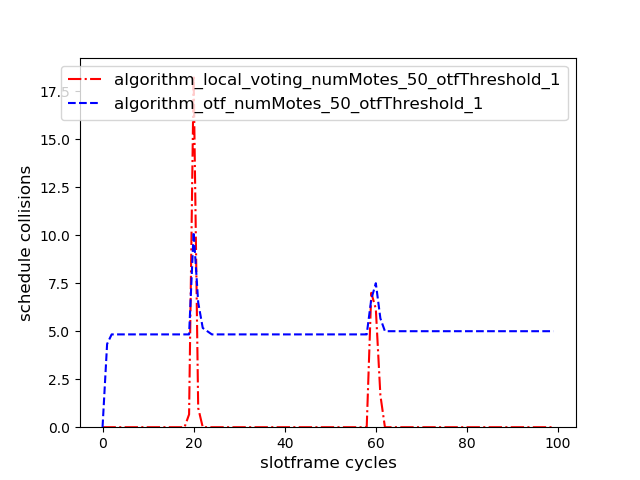 algorithm_local_voting_numMotes_50_otfThreshold_1
algorithm_otf_numMotes_50_otfThreshold_1
17.5
15.0
12.5
10.0
7.5
5.0
2.5
0.0
schedule collisions
0 20 40 60 80 100
slotframe cycles